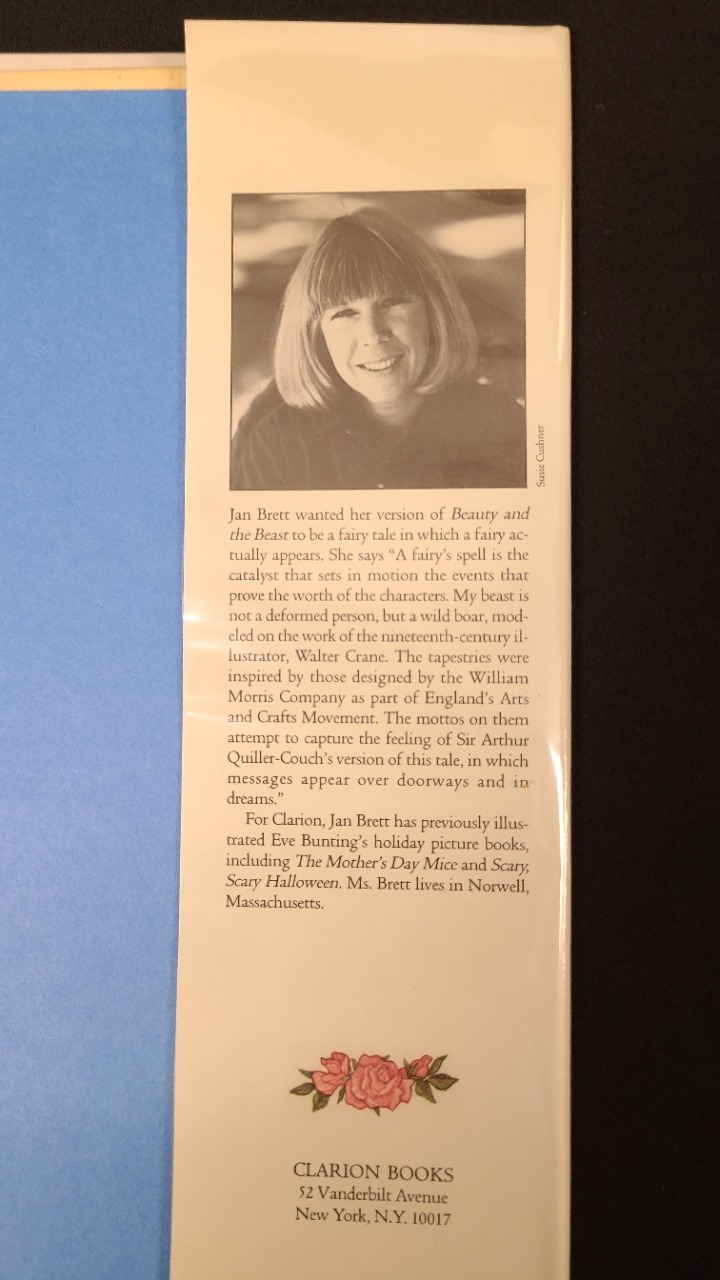 Susie Cushner
Jan Brett wanted her version of Beauty and
the Beast to be a fairy tale in which a fairy ac-
tually appears. She says “A fairy’s spell is the
catalyst that sets in motion the events that
prove the worth of the characters. My beast is
not a deformed person, but a wild boar, mod-
eled on the work of the nineteenth-century il-
lustrator, Walter Crane. The tapestries were
inspired by those designed by the William
Morris Company as part of England’s Arts
and Crafts Movement. The mottos on them
attempt to capture the feeling of Sir Arthur
Quiller-Couch’s version of this tale, in which
messages appear over doorways and in
dreams.”
For Clarion, Jan Brett has previously illus-
trated Eve Bunting’s holiday picture books,
including The Mother’s Day Mice and Scary,
Scary Halloween. Ms. Brett lives in Norwell,
Massachusetts.
CLARION BOOKS
52 Vanderbilt Avenue
New York, N.Y. 10017